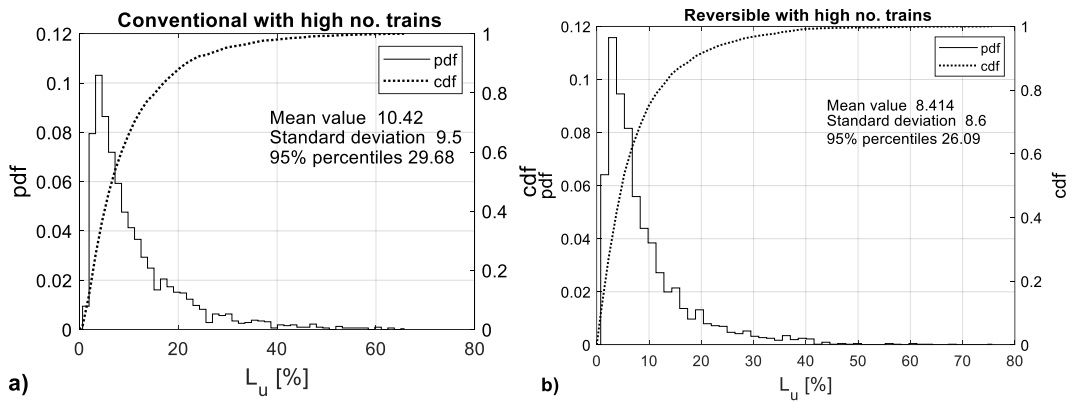 Conventional with high no. trains
0.12
0.1
0.08
0.06
0.04
0.02
0
pdf
1
0.8
0.6
0.4
0.2
0
cdf
pdf
cdf
Mean value 10.42
Standard deviation 9.5
95% percentiles 29.68
0 20 40 60 80
L_u [%]
a)
Reversible with high no. trains
0.12
0.1
0.08
0.06
0.04
0.02
0
pdf
1
0.8
0.6
0.4
0.2
0
cdf
pdf
cdf
Mean value 8.414
Standard deviation 8.6
95% percentiles 26.09
0 10 20 30 40 50 60 70 80
L_u [%]
b)